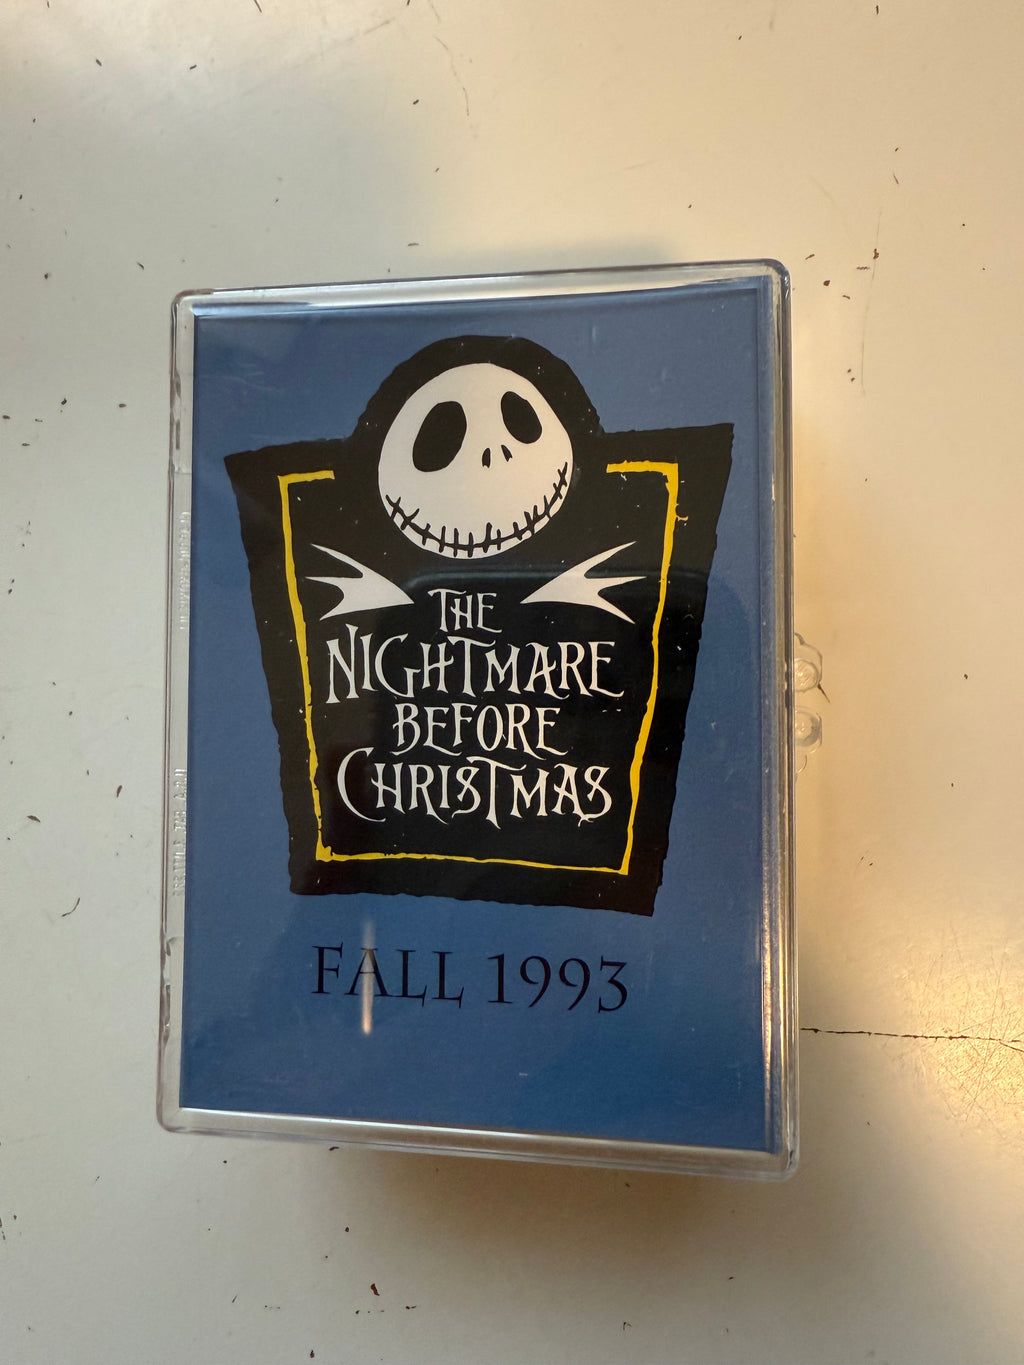 THE
NIGHTMARE
BEFORE
CHRISTMAS
FALL 1993